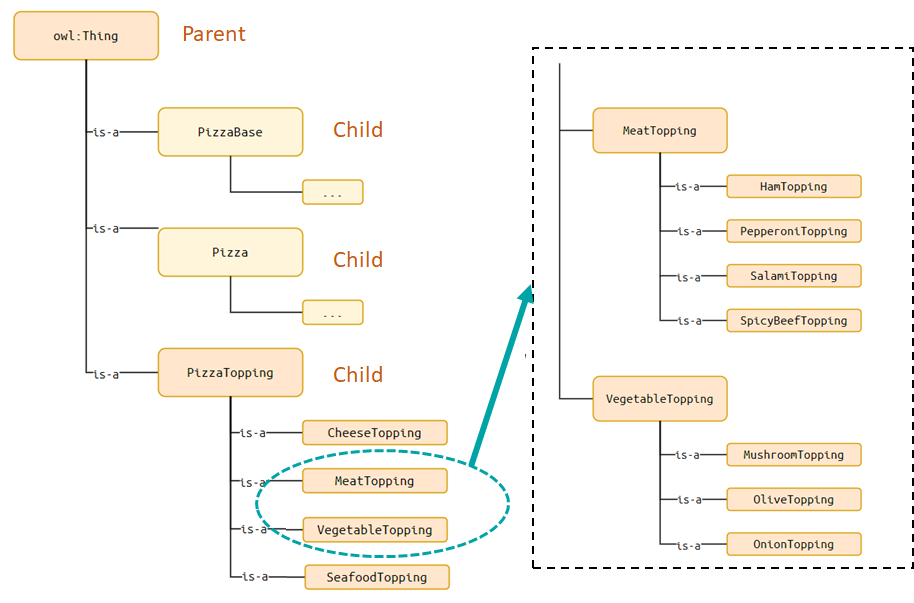 owl:Thing
Parent
is-a
PizzaBase
Child
...
is-a
Pizza
Child
...
is-a
PizzaTopping
Child
is-a
CheeseTopping
is-a
MeatTopping
is-a
VegetableTopping
is-a
SeafoodTopping
MeatTopping
is-a
HamTopping
is-a
PepperoniTopping
is-a
SalamiTopping
is-a
SpicyBeefTopping
VegetableTopping
is-a
MushroomTopping
is-a
OliveTopping
is-a
OnionTopping